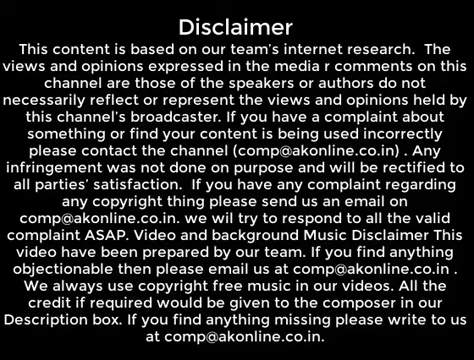 Disclaimer
This content is based on our team's internet research.  The
views and opinions expressed in the media r comments on this
channel are those of the speakers or authors do not
necessarily reflect or represent the views and opinions held by
this channel's broadcaster. If you have a complaint about
something or find your content is being used incorrectly
please contact the channel (comp@akonline.co.in) . Any
infringement was not done on purpose and will be rectified to
all parties' satisfaction.  If you have any complaint regarding
any copyright thing please send us an email on
comp@akonline.co.in. we wil try to respond to all the valid
complaint ASAP. Video and background Music Disclaimer This
video have been prepared by our team. If you find anything
objectionable then please email us at comp@akonline.co.in .
We always use copyright free music in our videos. All the
credit if required would be given to the composer in our
Description box. If you find anything missing please write to us
at comp@akonline.co.in.